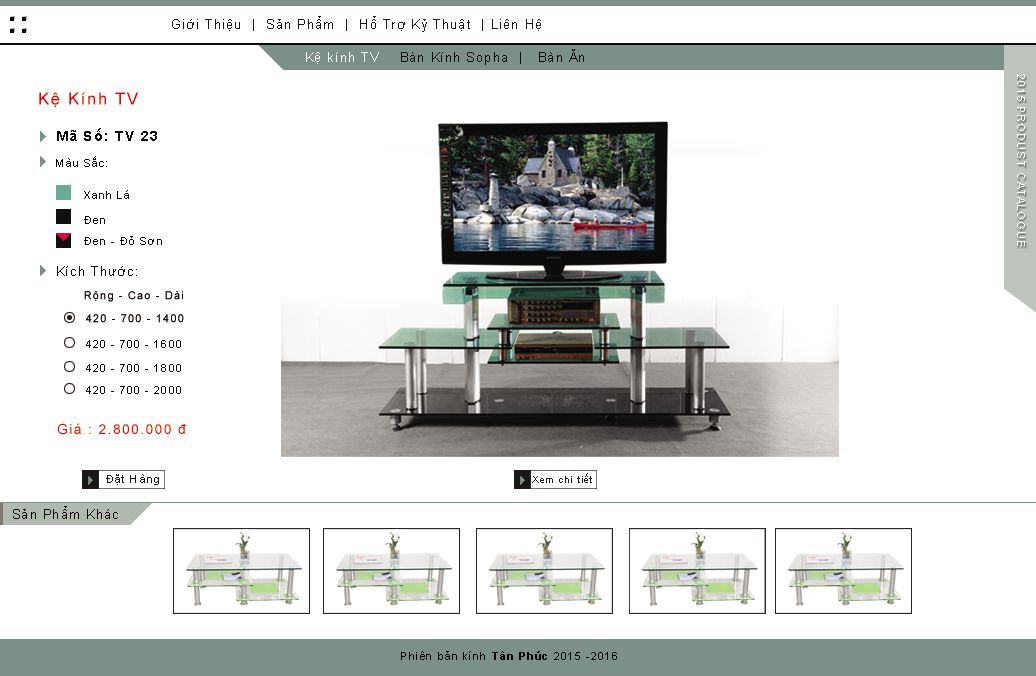 Giới Thiệu | Sản Phẩm | Hổ Trợ Kỷ Thuật | Liên Hệ
Kệ kính TV Bàn Kính Sopha | Bàn Ăn
2015 PRODUST CATALOGUE
Kệ Kính TV
Mã Số: TV 23
Màu Sắc:
Xanh Lá
Đen
Đen - Đỏ Sơn
Kích Thước:
Rộng - Cao - Dài
420 - 700 - 1400
420 - 700 - 1600
420 - 700 - 1800
420 - 700 - 2000
Giá : 2.800.000 đ
Đặt Hàng
Xem chi tiết
Sản Phẩm Khác
Phiên bản kính Tân Phúc 2015 -2016